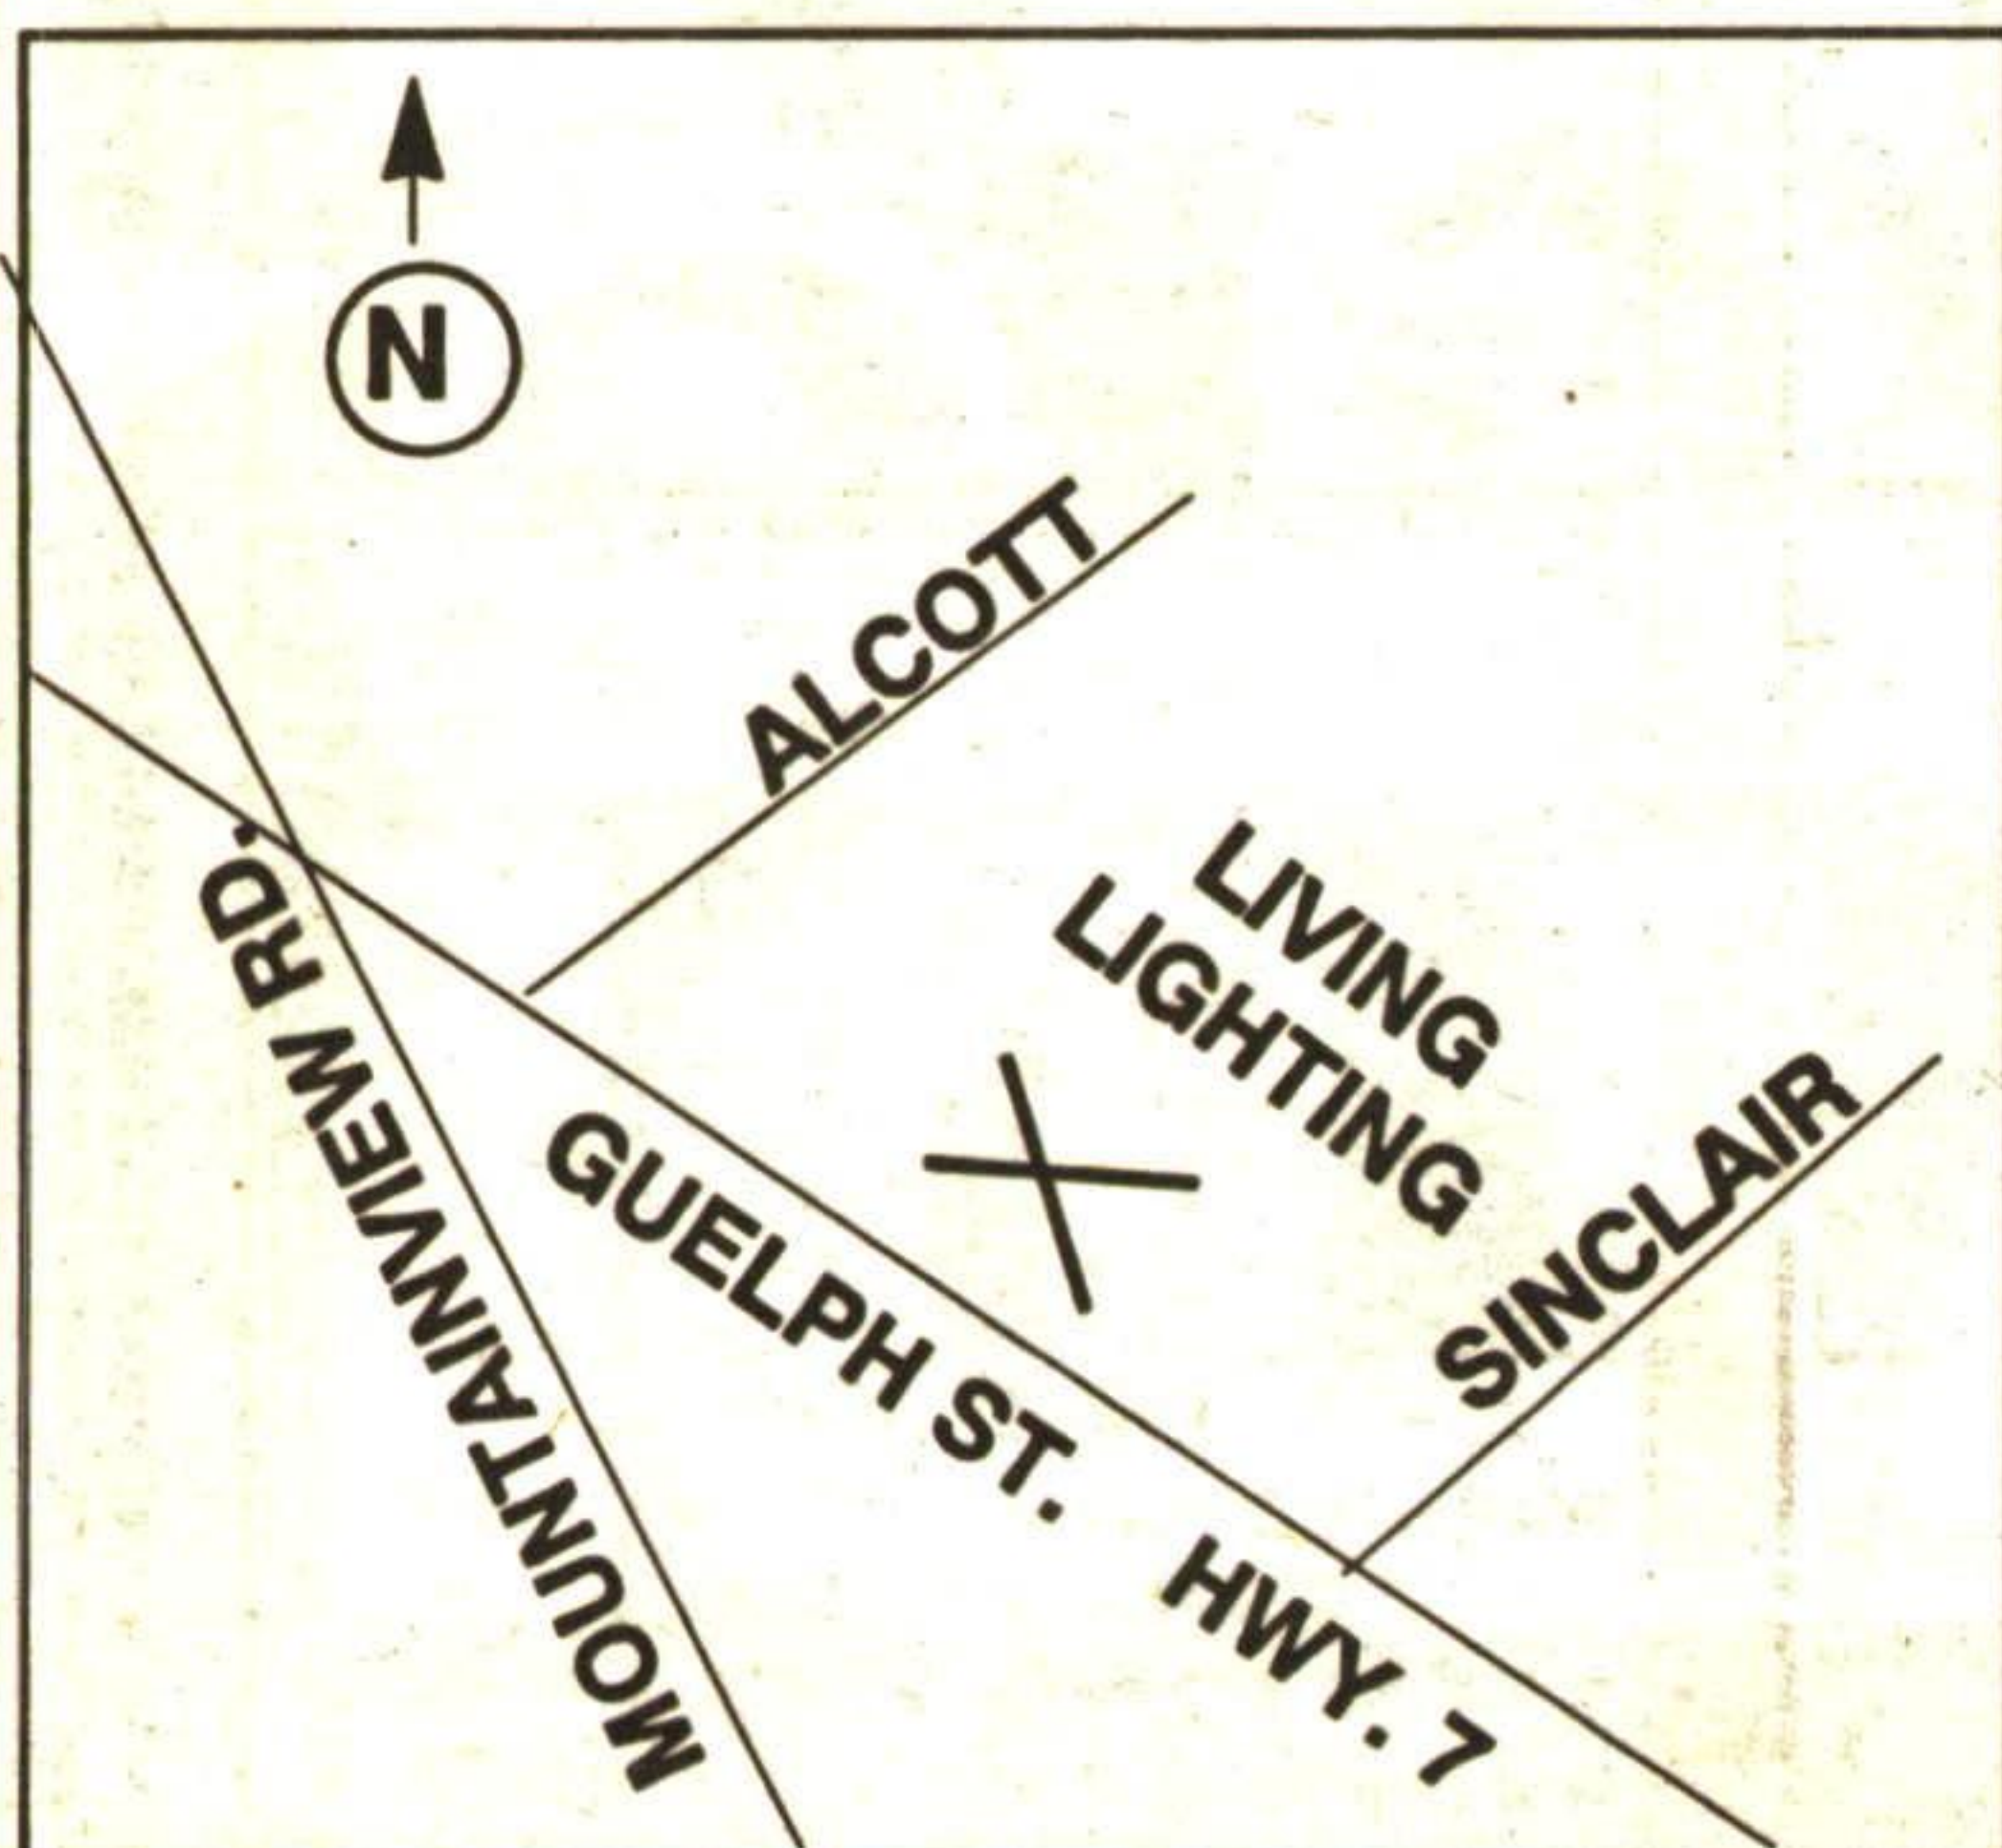 N
ALCOTT
LIVING
LIGHTING
SINCLAIR
MOUNTAINVIEW RD.
GUELPH ST. HWY. 7